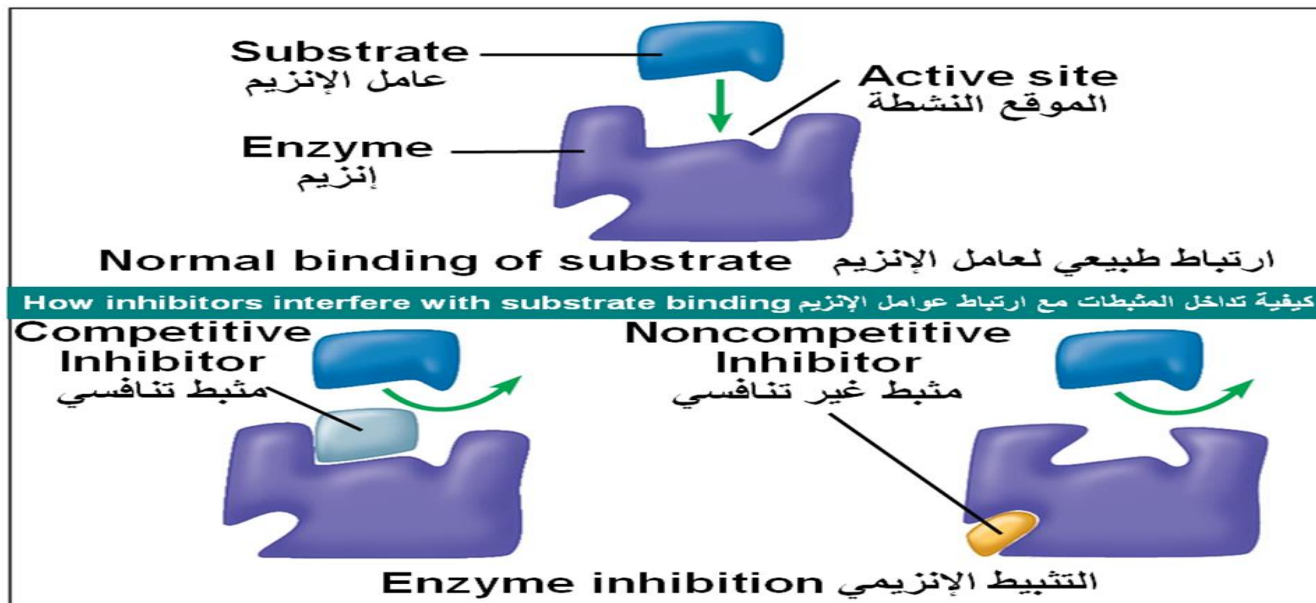 Substrate
عامل الإنزيم
Active site
الموقع النشطة
Enzyme
إنزيم
Normal binding of substrate ارتباط طبيعي لعامل الإنزيم
How inhibitors interfere with substrate binding كيفية تداخل المثبطات مع ارتباط عوامل الإنزيم
Competitive
Inhibitor
مثبط تنافسي
Noncompetitive
Inhibitor
مثبط غير تنافسي
Enzyme inhibition التثبيط الإنزيمي